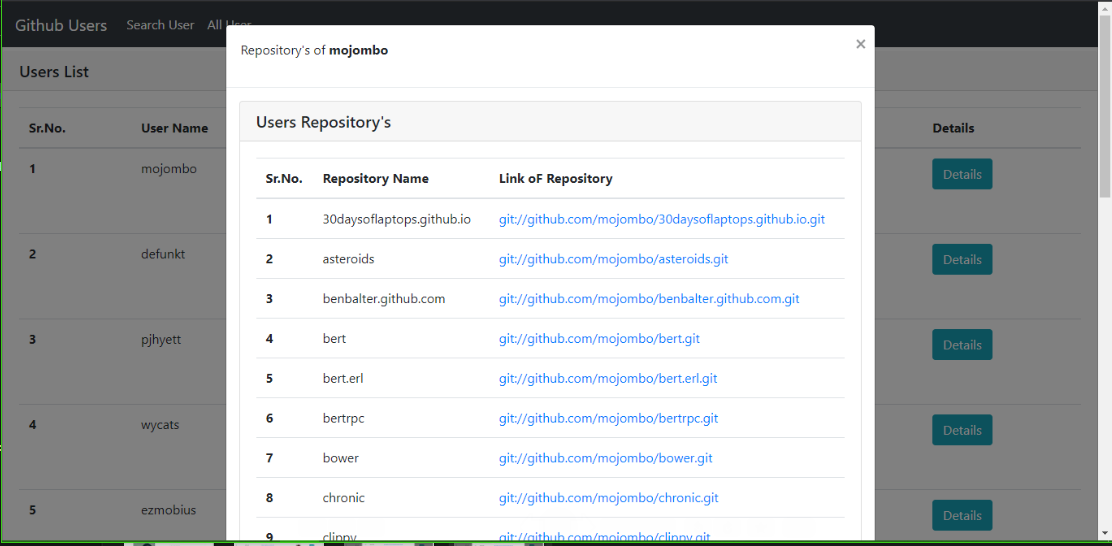 Github Users Search User All User
Repository's of mojombo ×
Users List
Users Repository's
Sr.No. User Name Details
Sr.No. Repository Name Link oF Repository
1 mojombo Details
1 30daysoflaptops.github.io git://github.com/mojombo/30daysoflaptops.github.io.git
2 asteroids git://github.com/mojombo/asteroids.git
2 defunkt Details
3 benbalter.github.com git://github.com/mojombo/benbalter.github.com.git
4 bert git://github.com/mojombo/bert.git
3 pjhyett Details
5 bert.erl git://github.com/mojombo/bert.erl.git
6 bertrpc git://github.com/mojombo/bertrpc.git
4 wycats Details
7 bower git://github.com/mojombo/bower.git
8 chronic git://github.com/mojombo/chronic.git
5 ezmobius Details
9 clippy git://github.com/mojombo/clippy.git